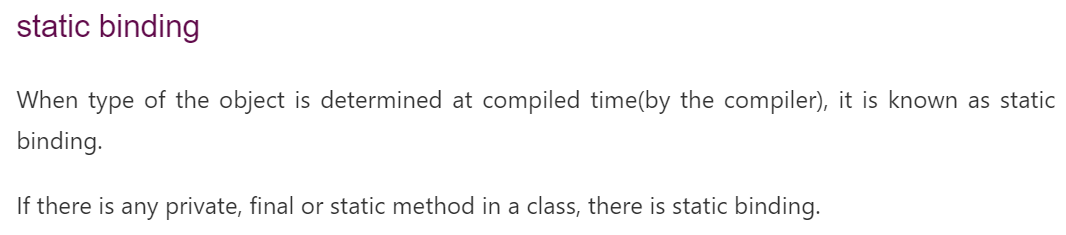 static binding
When type of the object is determined at compiled time(by the compiler), it is known as static
binding.
If there is any private, final or static method in a class, there is static binding.